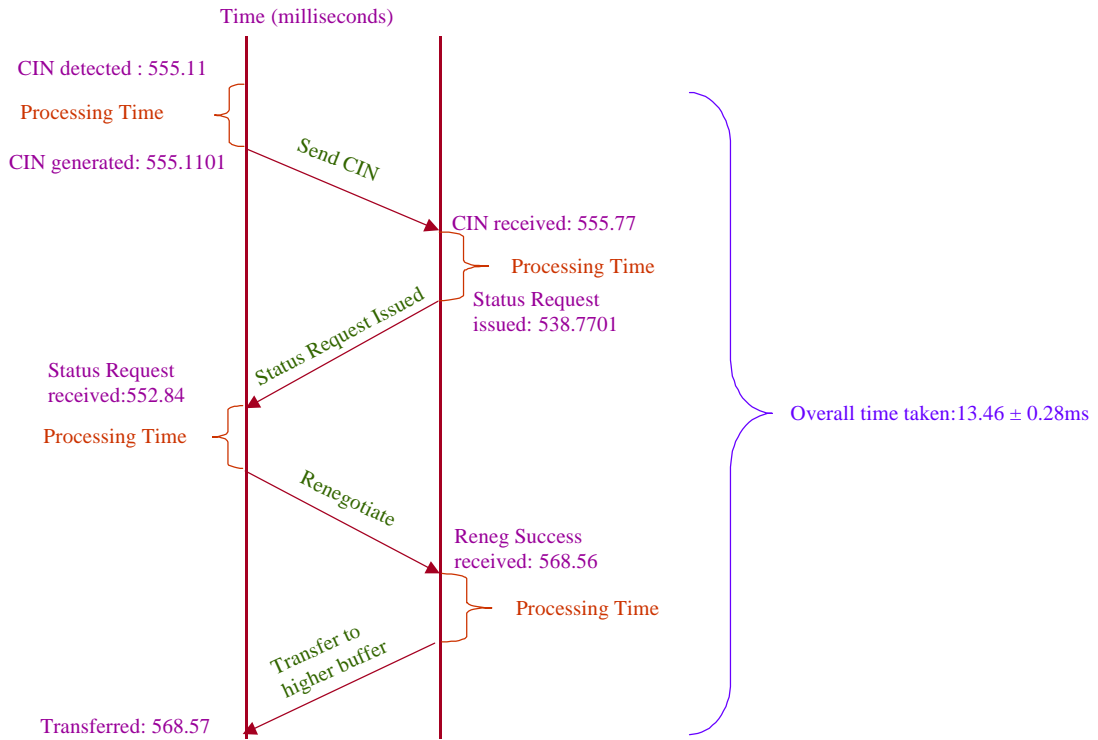 Time (milliseconds)
CIN detected : 555.11
Processing Time
CIN generated: 555.1101
Send CIN
CIN received: 555.77
Processing Time
Status Request
issued: 538.7701
Status Request Issued
Status Request
received:552.84
Processing Time
Overall time taken:13.46 ± 0.28ms
Renegotiate
Reneg Success
received: 568.56
Processing Time
Transfer to
higher buffer
Transferred: 568.57